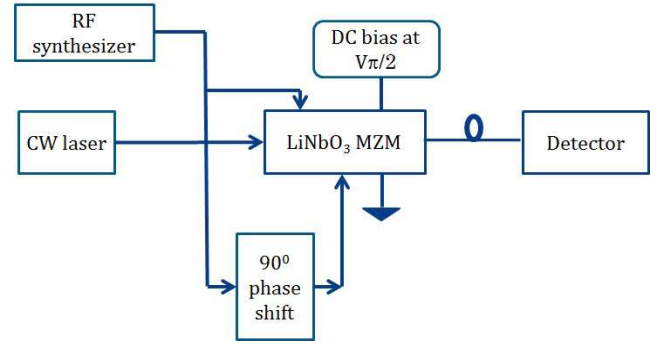 RF
synthesizer
DC bias at
Vπ/2
CW laser
LiNbO₃ MZM
Detector
90⁰
phase
shift